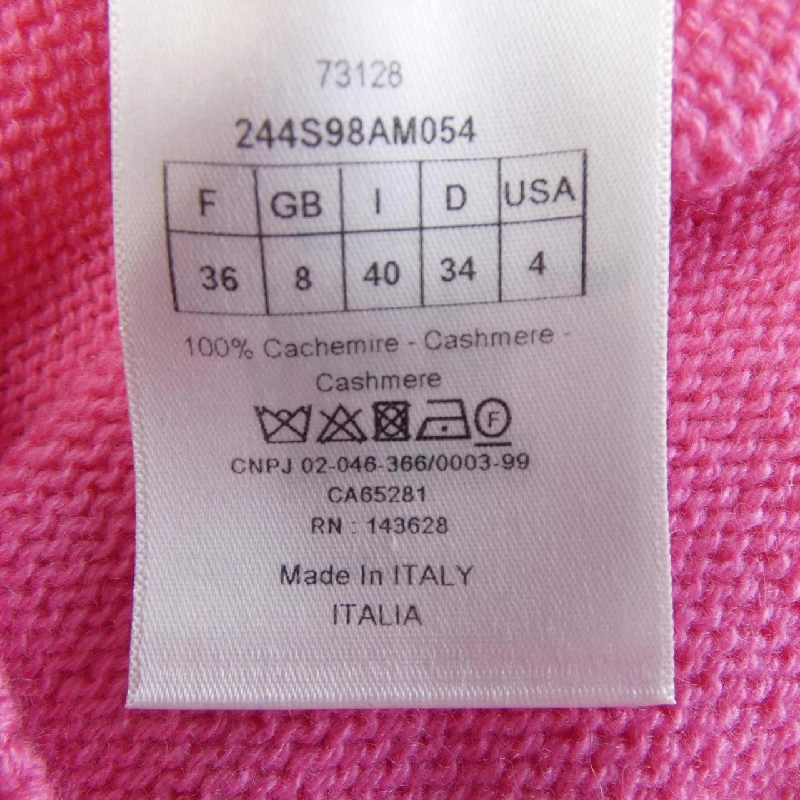 73128
244S98AM054
F GB I D USA
36 8 40 34 4
100% Cachemire - Cashmere -
Cashmere
F
CNPJ 02-046-366/0003-99
CA65281
RN : 143628
Made In ITALY
ITALIA